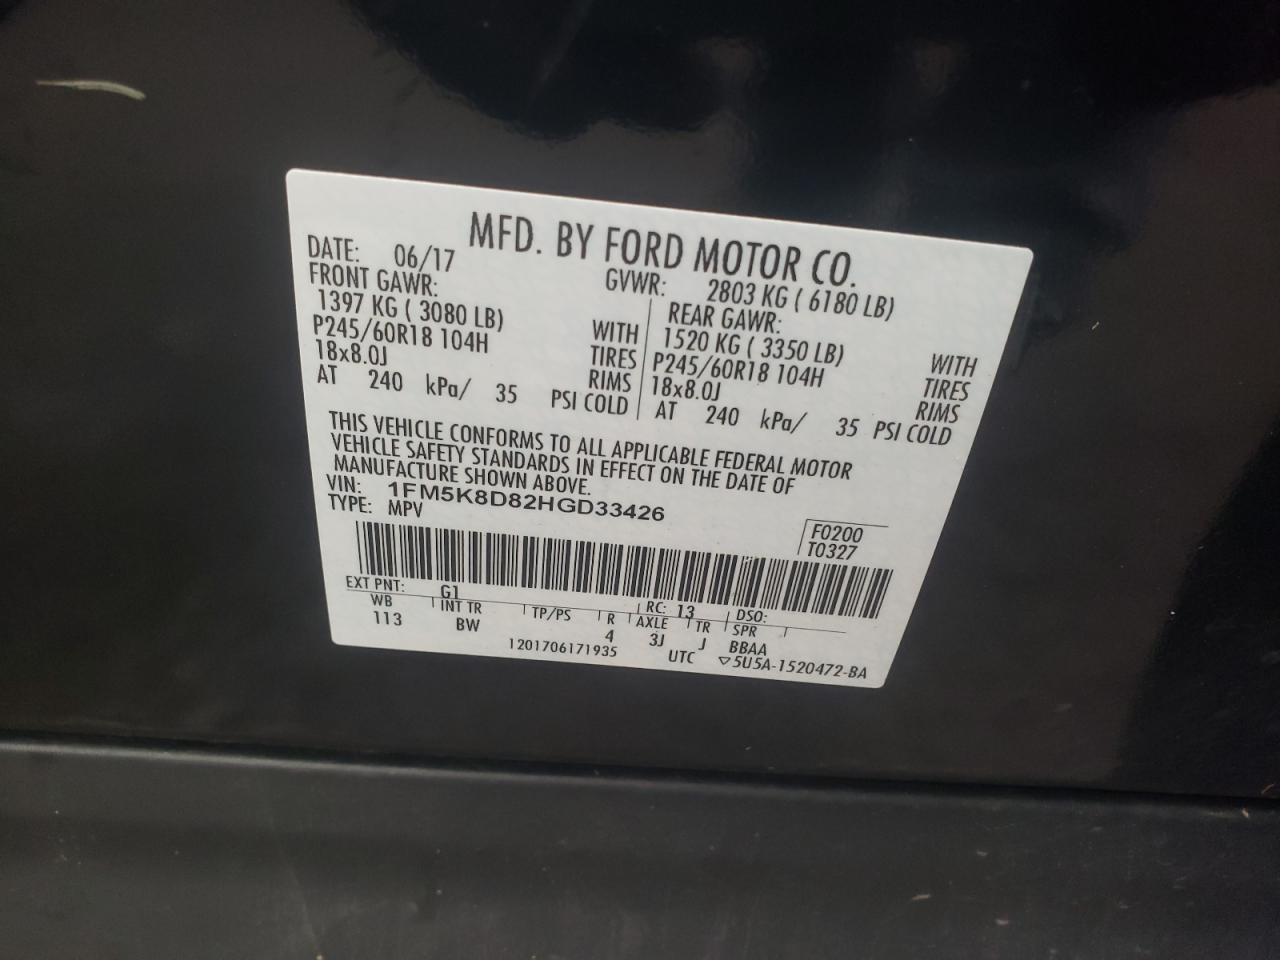 MFD. BY FORD MOTOR CO.
DATE: 06/17 GVWR: 2803 KG ( 6180 LB)
FRONT GAWR: REAR GAWR:
1397 KG ( 3080 LB) WITH 1520 KG ( 3350 LB) WITH
P245/60R18 104H TIRES P245/60R18 104H TIRES
18x8.0J RIMS 18x8.0J RIMS
AT 240 kPa/ 35 PSI COLD AT 240 kPa/ 35 PSI COLD
THIS VEHICLE CONFORMS TO ALL APPLICABLE FEDERAL MOTOR
VEHICLE SAFETY STANDARDS IN EFFECT ON THE DATE OF
MANUFACTURE SHOWN ABOVE.
VIN: 1FM5K8D82HGD33426
TYPE: MPV
F0200
T0327
EXT PNT: G1 RC: 13 DSO:
WB INT TR TP/PS R AXLE TR SPR
113 BW 4 3J J BBAA
1201706171935 UTC ▽5U5A-1520472-BA